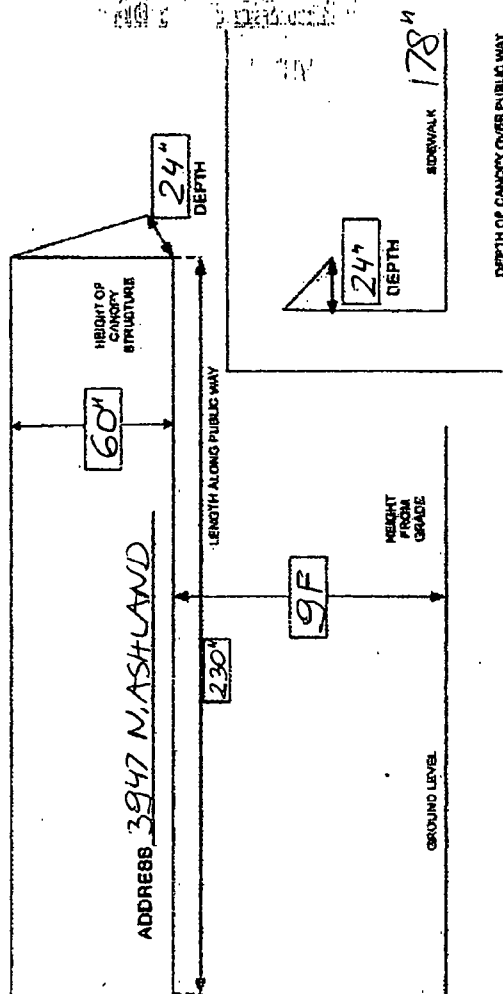 ADDRESS 3947 N, ASHLAND
60"
HEIGHT OF
CANOPY
STRUCTURE
24"
DEPTH
LENGTH ALONG PUBLIC WAY
230"
9F
HEIGHT
FROM
GRADE
GROUND LEVEL
24"
DEPTH
SIDEWALK 178"
DEPTH OF CANOPY OVER PUBLIC WAY